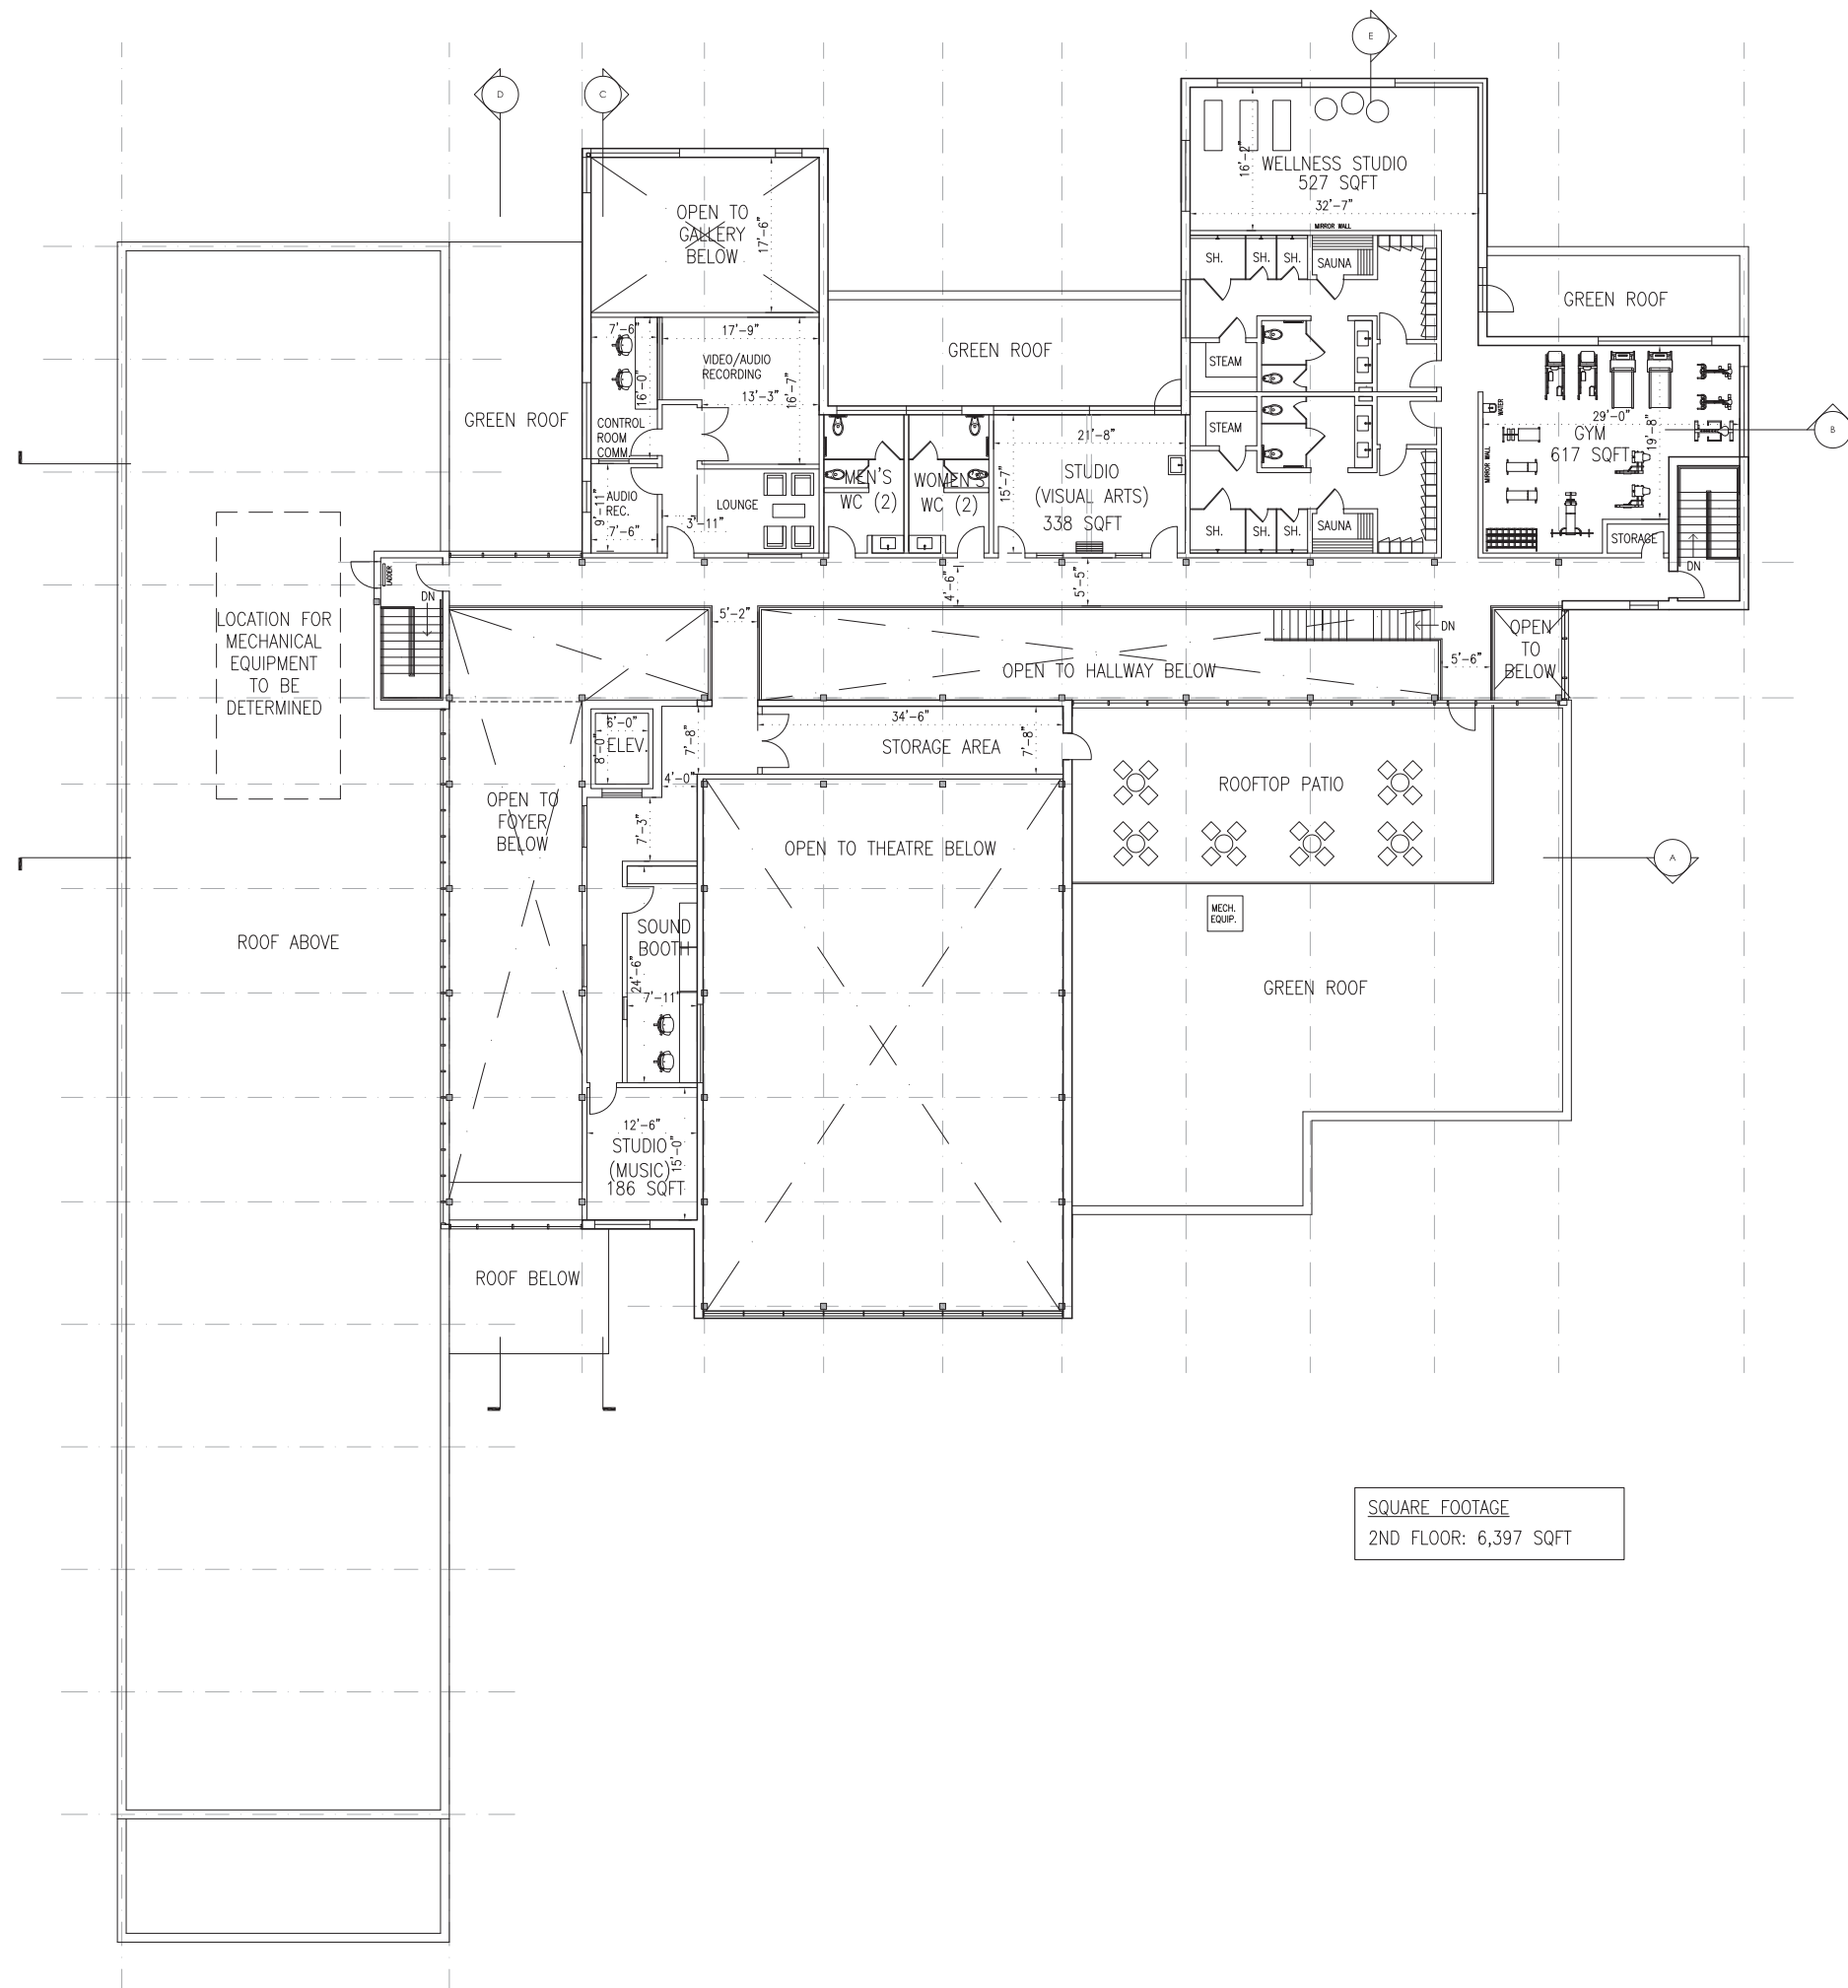 E
D
C
WELLNESS STUDIO
527 SQFT
16'-2"
32'-7"
MIRROR WALL
OPEN TO
GALLERY
BELOW
17'-6"
SH.
SH.
SH.
SAUNA
GREEN ROOF
7'-6"
17'-9"
VIDEO/AUDIO
RECORDING
16'-0"
13'-3"
16'-7"
GREEN ROOF
STEAM
GREEN ROOF
CONTROL
ROOM
COMM.
STEAM
21'-8"
WATER
29'-0"
GYM
617 SQFT
19'-8"
B
MIRROR WALL
AUDIO
REC.
9'-11"
7'-6"
3'-11"
LOUNGE
MEN'S
WC (2)
WOMEN'S
WC (2)
15'-7"
STUDIO
(VISUAL ARTS)
338 SQFT
SH.
SH.
SH.
SAUNA
STORAGE
DN
LADDER
DN
4'-6"
5'-5"
LOCATION FOR
MECHANICAL
EQUIPMENT
TO BE
DETERMINED
5'-2"
DN
OPEN
TO
BELOW
OPEN TO HALLWAY BELOW
5'-6"
6'-0"
8'-0"
ELEV.
7'-8"
34'-6"
STORAGE AREA
7'-8"
4'-0"
ROOFTOP PATIO
OPEN TO
FOYER
BELOW
7'-3"
OPEN TO THEATRE BELOW
A
MECH.
EQUIP.
ROOF ABOVE
SOUND
BOOTH
24'-6"
7'-11"
GREEN ROOF
12'-6"
STUDIO
(MUSIC)
186 SQFT
15'-0"
ROOF BELOW
SQUARE FOOTAGE
2ND FLOOR: 6,397 SQFT